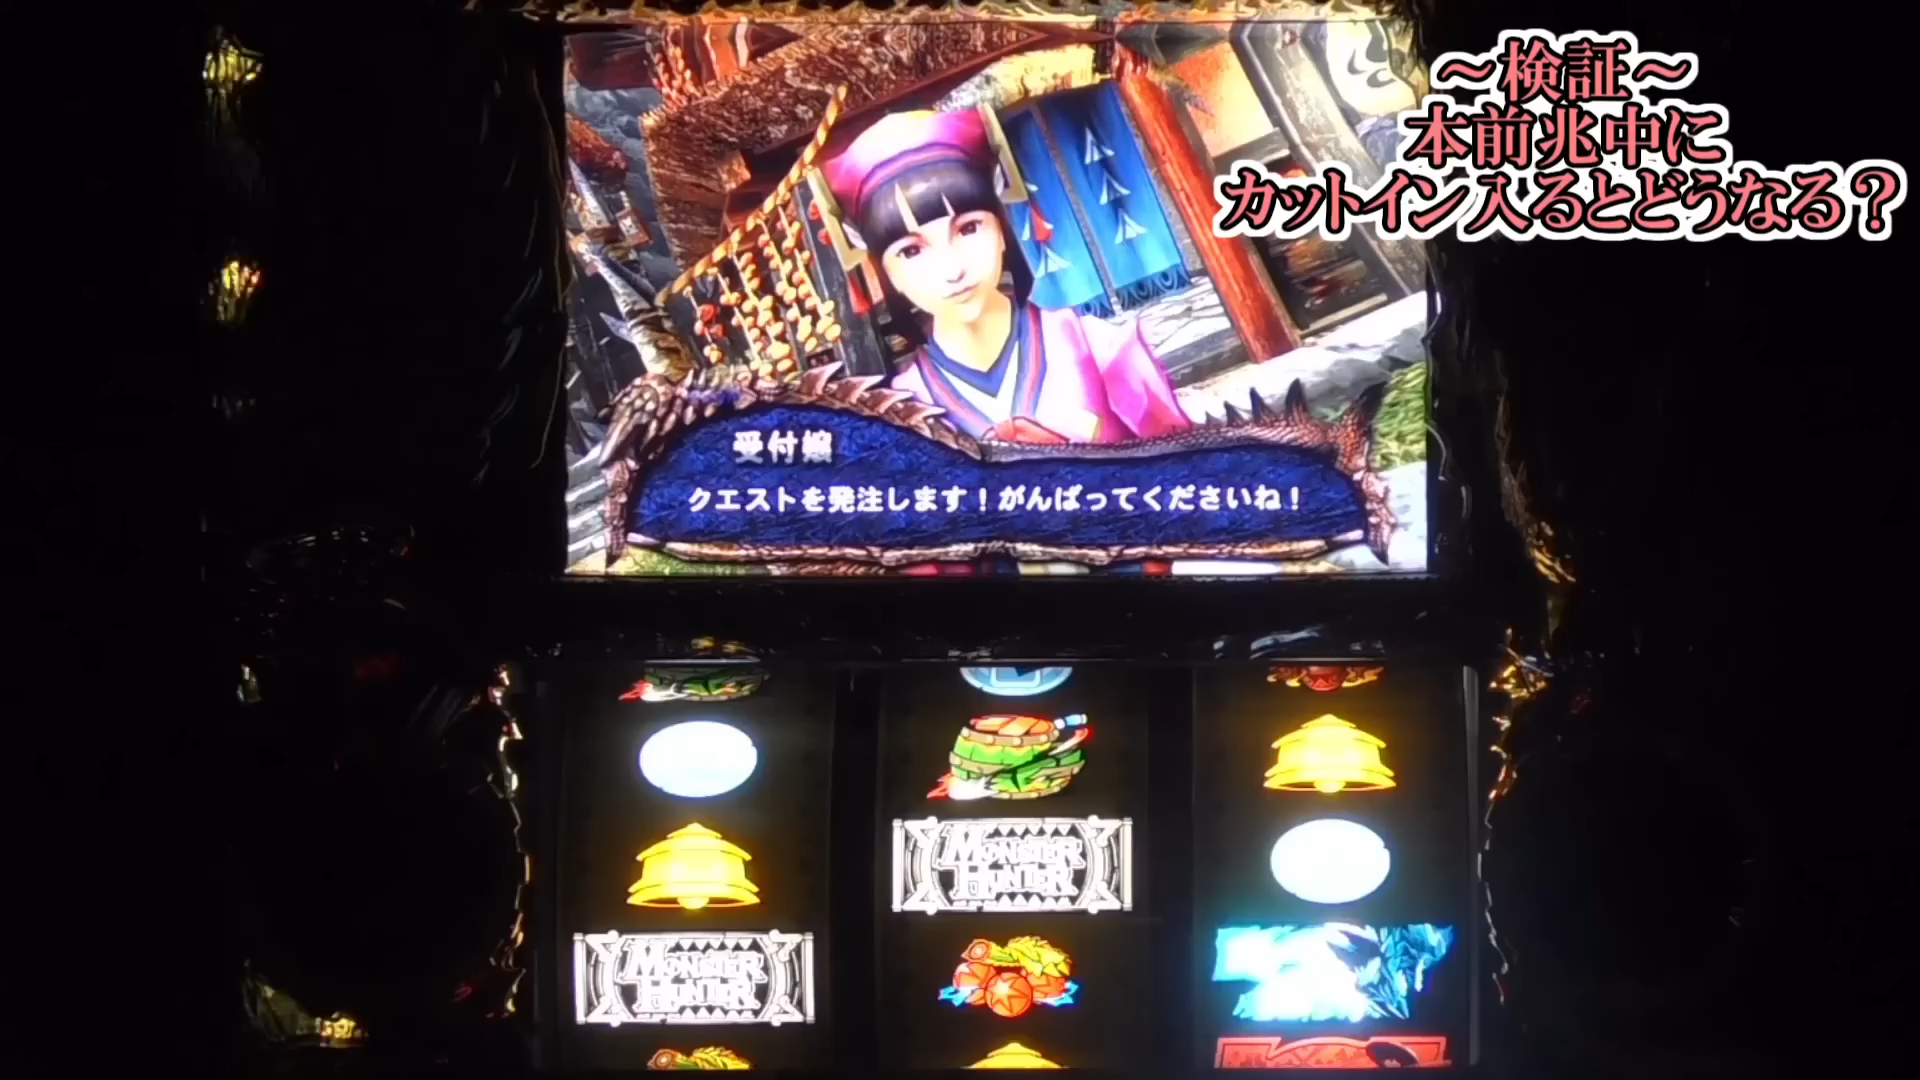 ～検証～
本前兆中に
カットイン入るとどうなる？
受付嬢
クエストを発注します！がんばってくださいね！
MONSTER
HUNTER
MONSTER
HUNTER